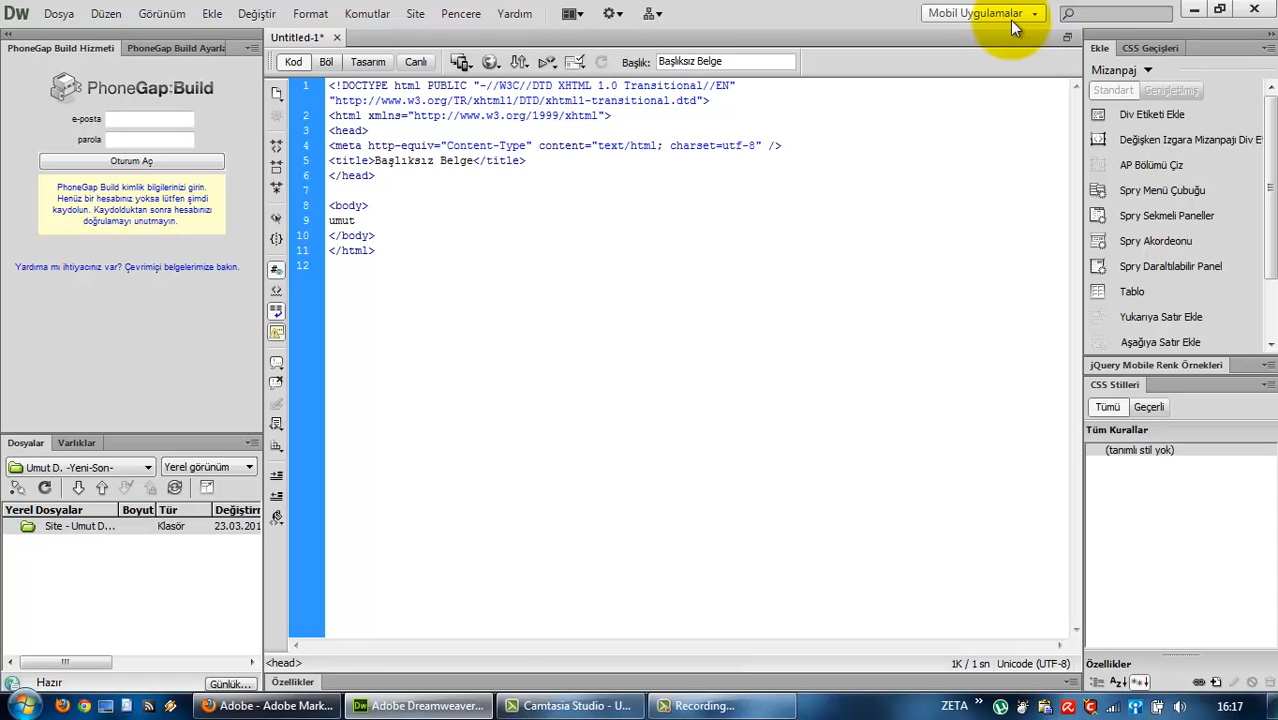 Dw Dosya Düzen Görünüm Ekle Değiştir Format Komutlar Site Pencere Yardım Mobil Uygulamalar
PhoneGap Build Hizmeti PhoneGap Build Ayarla
PhoneGap:Build
e-posta
parola
Oturum Aç
PhoneGap Build kimlik bilgilerinizi girin.
Henüz bir hesabınız yoksa lütfen şimdi
kaydolun. Kaydolduktan sonra hesabınızı
doğrulamayı unutmayın.
Yardıma mı ihtiyacınız var? Çevrimiçi belgelerimize bakın.
Dosyalar Varlıklar
Umut D. -Yeni-Son- Yerel görünüm
Yerel Dosyalar Boyut Tür Değiştirm
Site - Umut D... Klasör 23.03.201
Hazır Günlük...
Untitled-1*
Kod Böl Tasarım Canlı Başlık: Başlıksız Belge
1 <!DOCTYPE html PUBLIC "-//W3C//DTD XHTML 1.0 Transitional//EN"
"http://www.w3.org/TR/xhtml1/DTD/xhtml1-transitional.dtd">
2 <html xmlns="http://www.w3.org/1999/xhtml">
3 <head>
4 <meta http-equiv="Content-Type" content="text/html; charset=utf-8" />
5 <title>Başlıksız Belge</title>
6 </head>
7
8 <body>
9 umut
10 </body>
11 </html>
12
<head> 1K / 1 sn Unicode (UTF-8)
Özellikler
Ekle CSS Geçişleri
Mizanpaj
Standart Genişletilmiş
Div Etiketi Ekle
Değişken Izgara Mizanpajı Div E
AP Bölümü Çiz
Spry Menü Çubuğu
Spry Sekmeli Paneller
Spry Akordeonu
Spry Daraltılabilir Panel
Tablo
Yukarıya Satır Ekle
Aşağıya Satır Ekle
jQuery Mobile Renk Örnekleri
CSS Stilleri
Tümü Geçerli
Tüm Kurallar
(tanımlı stil yok)
Özellikler
Adobe - Adobe Mark... Adobe Dreamweaver... Camtasia Studio - U... Recording... ZETA 16:17